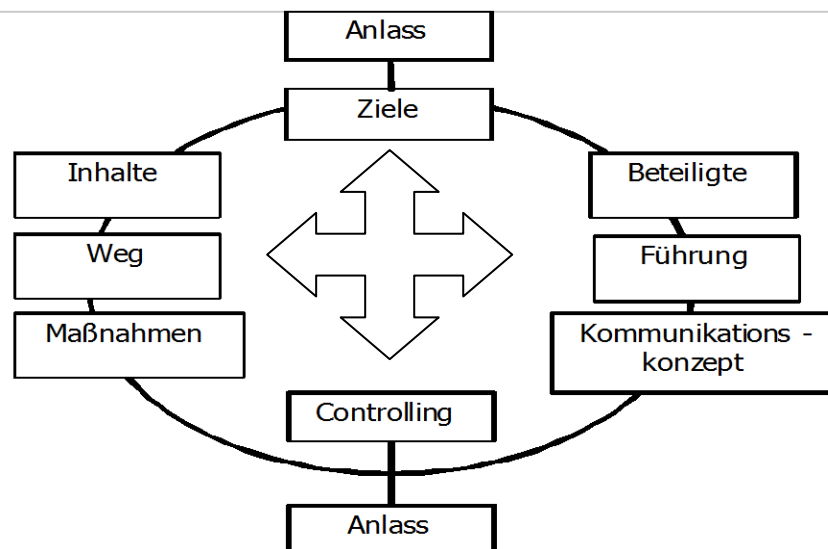 Anlass
Ziele
Inhalte
Beteiligte
Weg
Führung
Maßnahmen
Kommunikations -
konzept
Controlling
Anlass